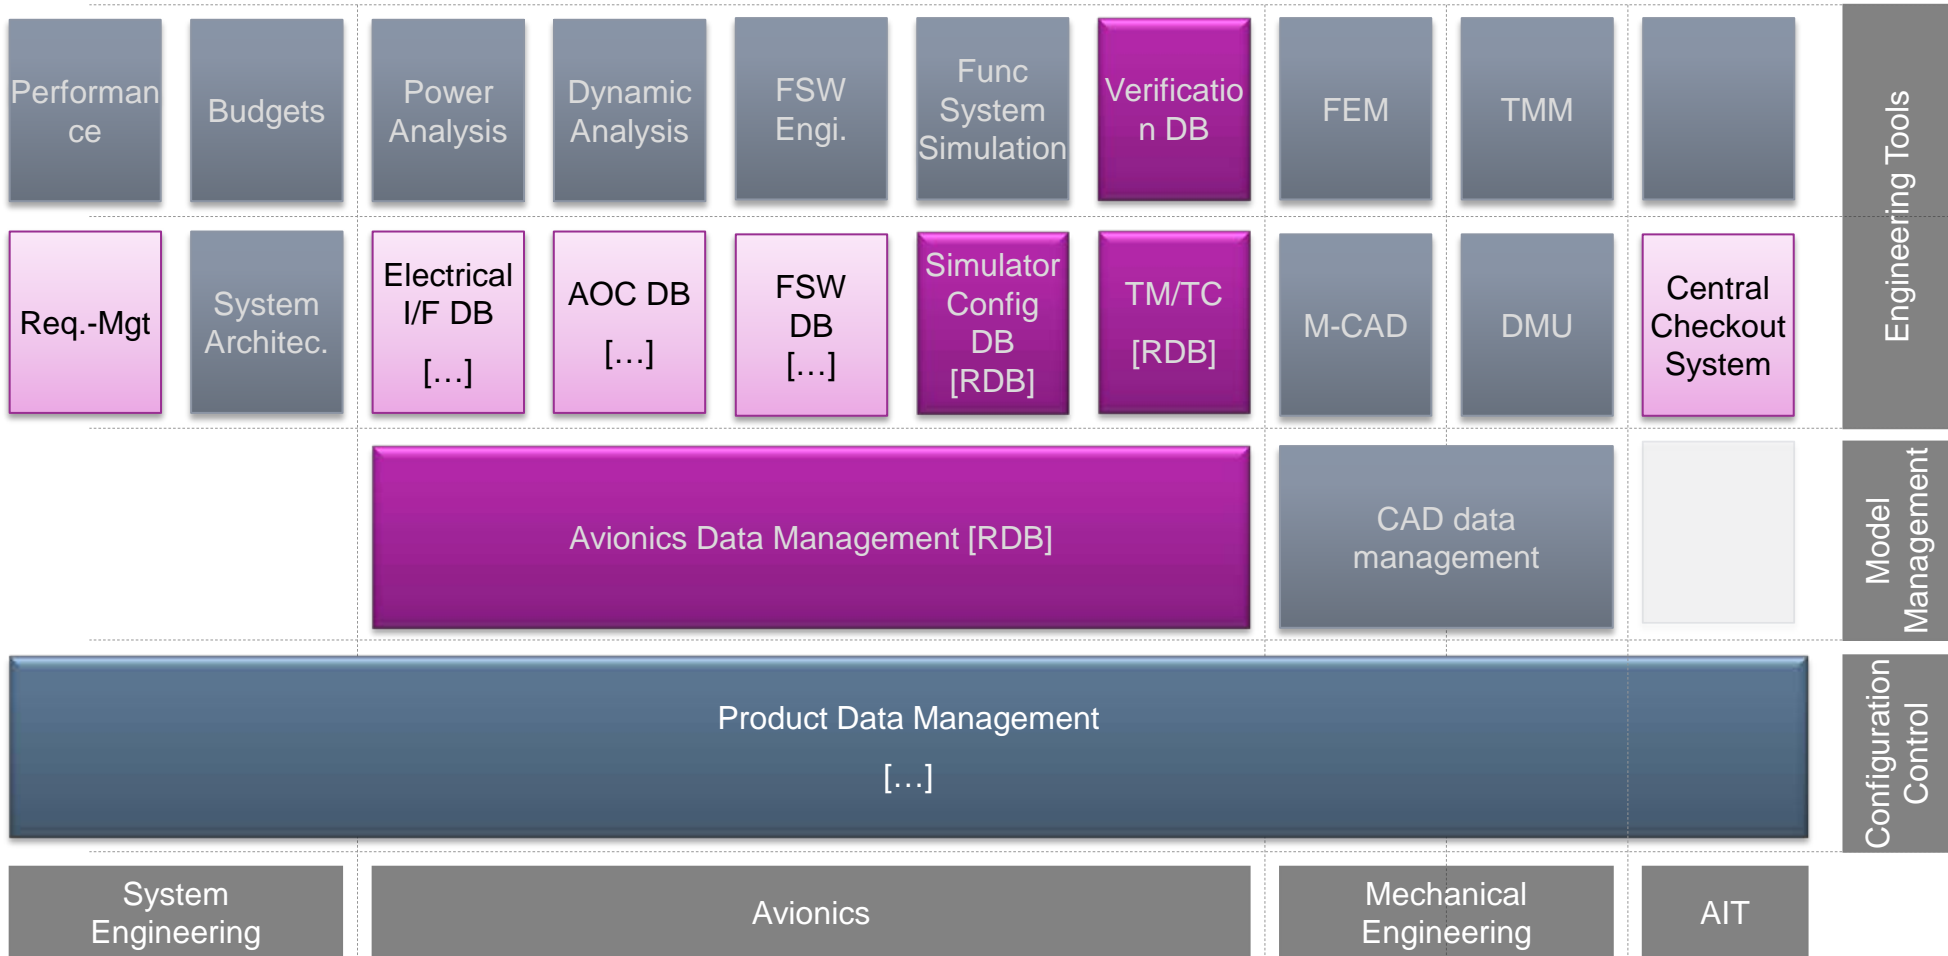 Performan
ce
Budgets
Power
Analysis
Dynamic
Analysis
FSW
Engi.
Func
System
Simulation
Verificatio
n DB
FEM
TMM
Engineering Tools
Req.-Mgt
System
Architec.
Electrical
I/F DB
[…]
AOC DB
[…]
FSW
DB
[…]
Simulator
Config
DB
[RDB]
TM/TC
[RDB]
M-CAD
DMU
Central
Checkout
System
Avionics Data Management [RDB]
CAD data
management
Model
Management
Product Data Management
[…]
Configuration
Control
System
Engineering
Avionics
Mechanical
Engineering
AIT